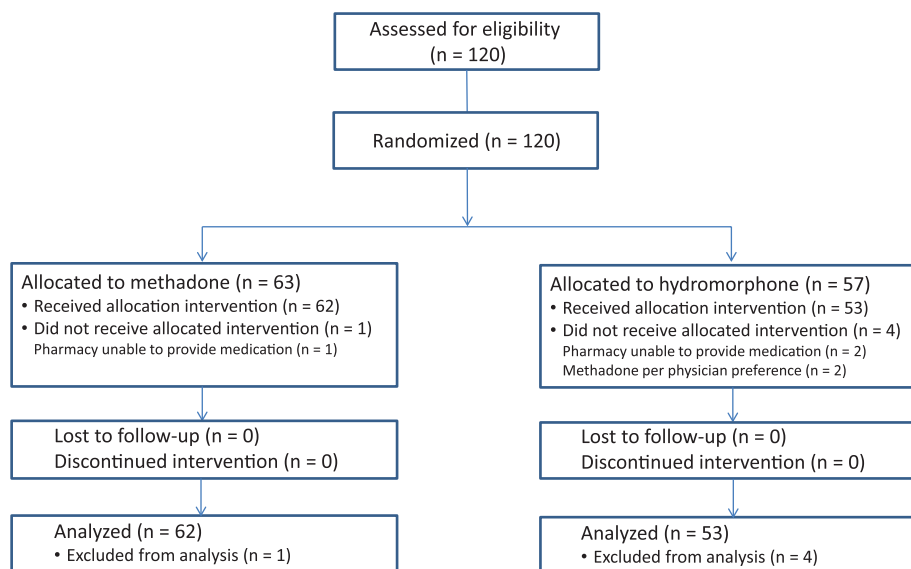 Assessed for eligibility
(n = 120)
Randomized (n = 120)
Allocated to methadone (n = 63)
• Received allocation intervention (n = 62)
• Did not receive allocated intervention (n = 1)
Pharmacy unable to provide medication (n = 1)
Allocated to hydromorphone (n = 57)
• Received allocation intervention (n = 53)
• Did not receive allocated intervention (n = 4)
Pharmacy unable to provide medication (n = 2)
Methadone per physician preference (n = 2)
Lost to follow-up (n = 0)
Discontinued intervention (n = 0)
Lost to follow-up (n = 0)
Discontinued intervention (n = 0)
Analyzed (n = 62)
• Excluded from analysis (n = 1)
Analyzed (n = 53)
• Excluded from analysis (n = 4)